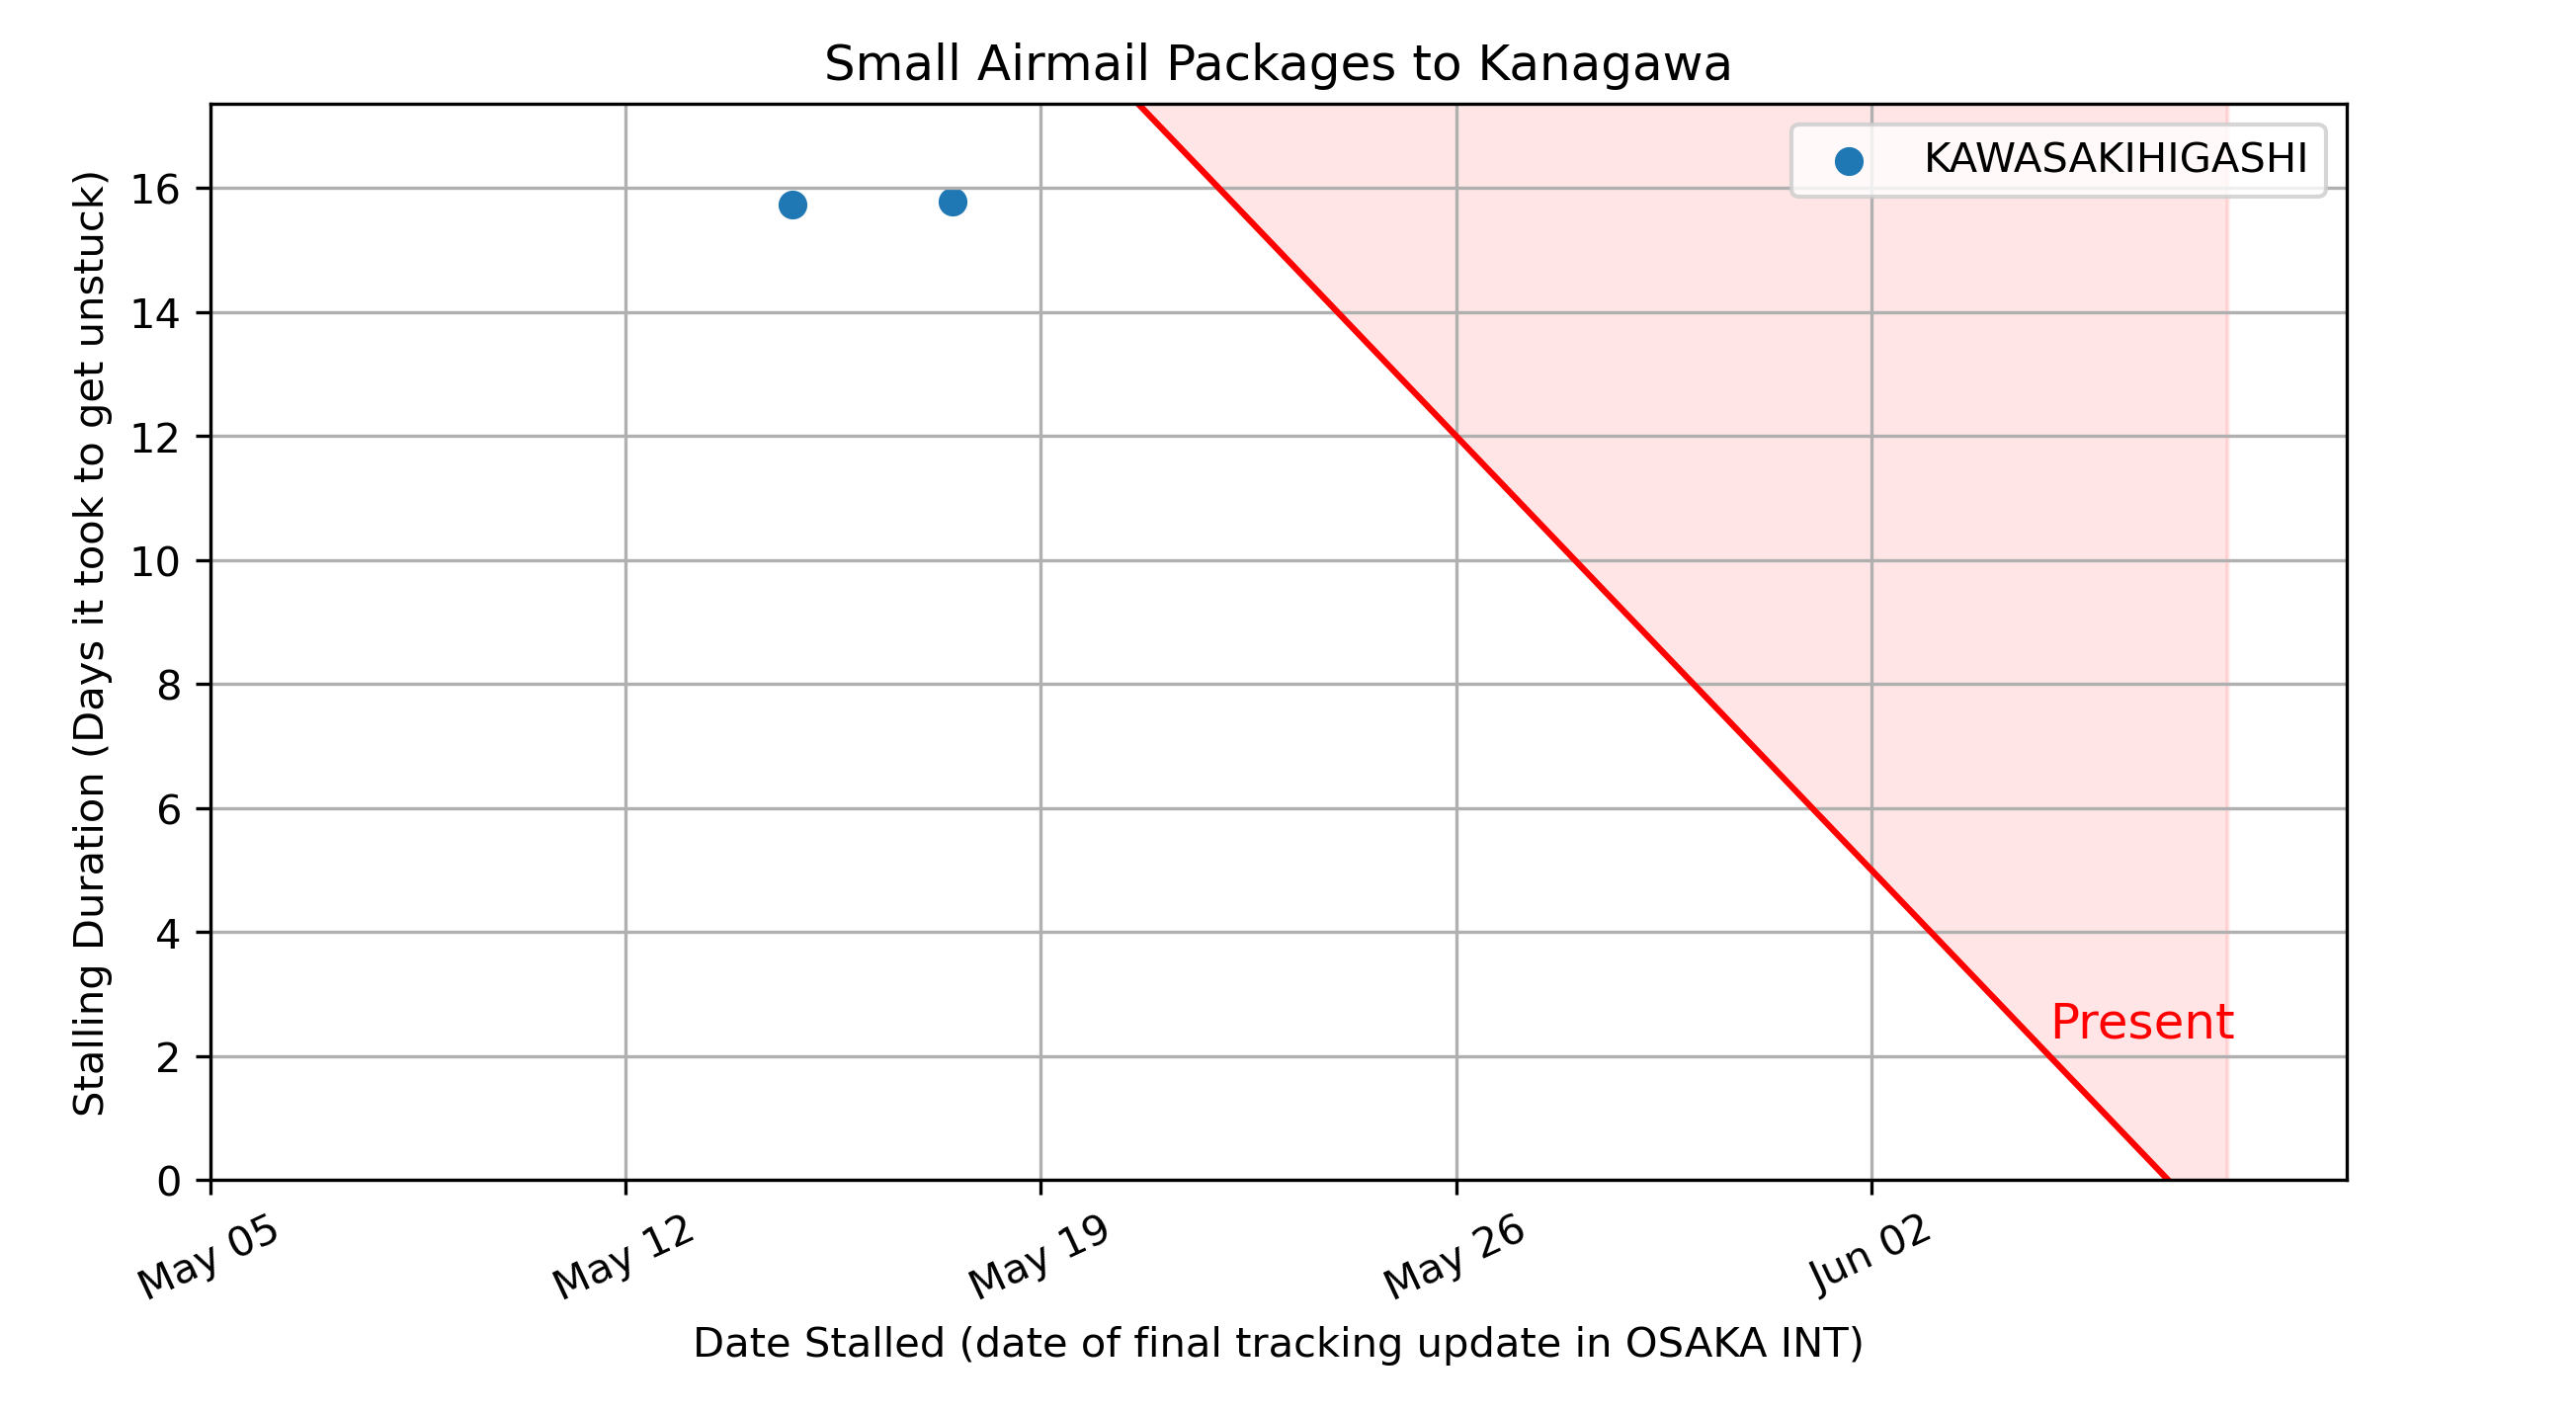 Small Airmail Packages to Kanagawa
KAWASAKIHIGASHI
Stalling Duration (Days it took to get unstuck)
16
14
12
10
8
6
4
2
0
Present
May 05
May 12
May 19
May 26
Jun 02
Date Stalled (date of final tracking update in OSAKA INT)